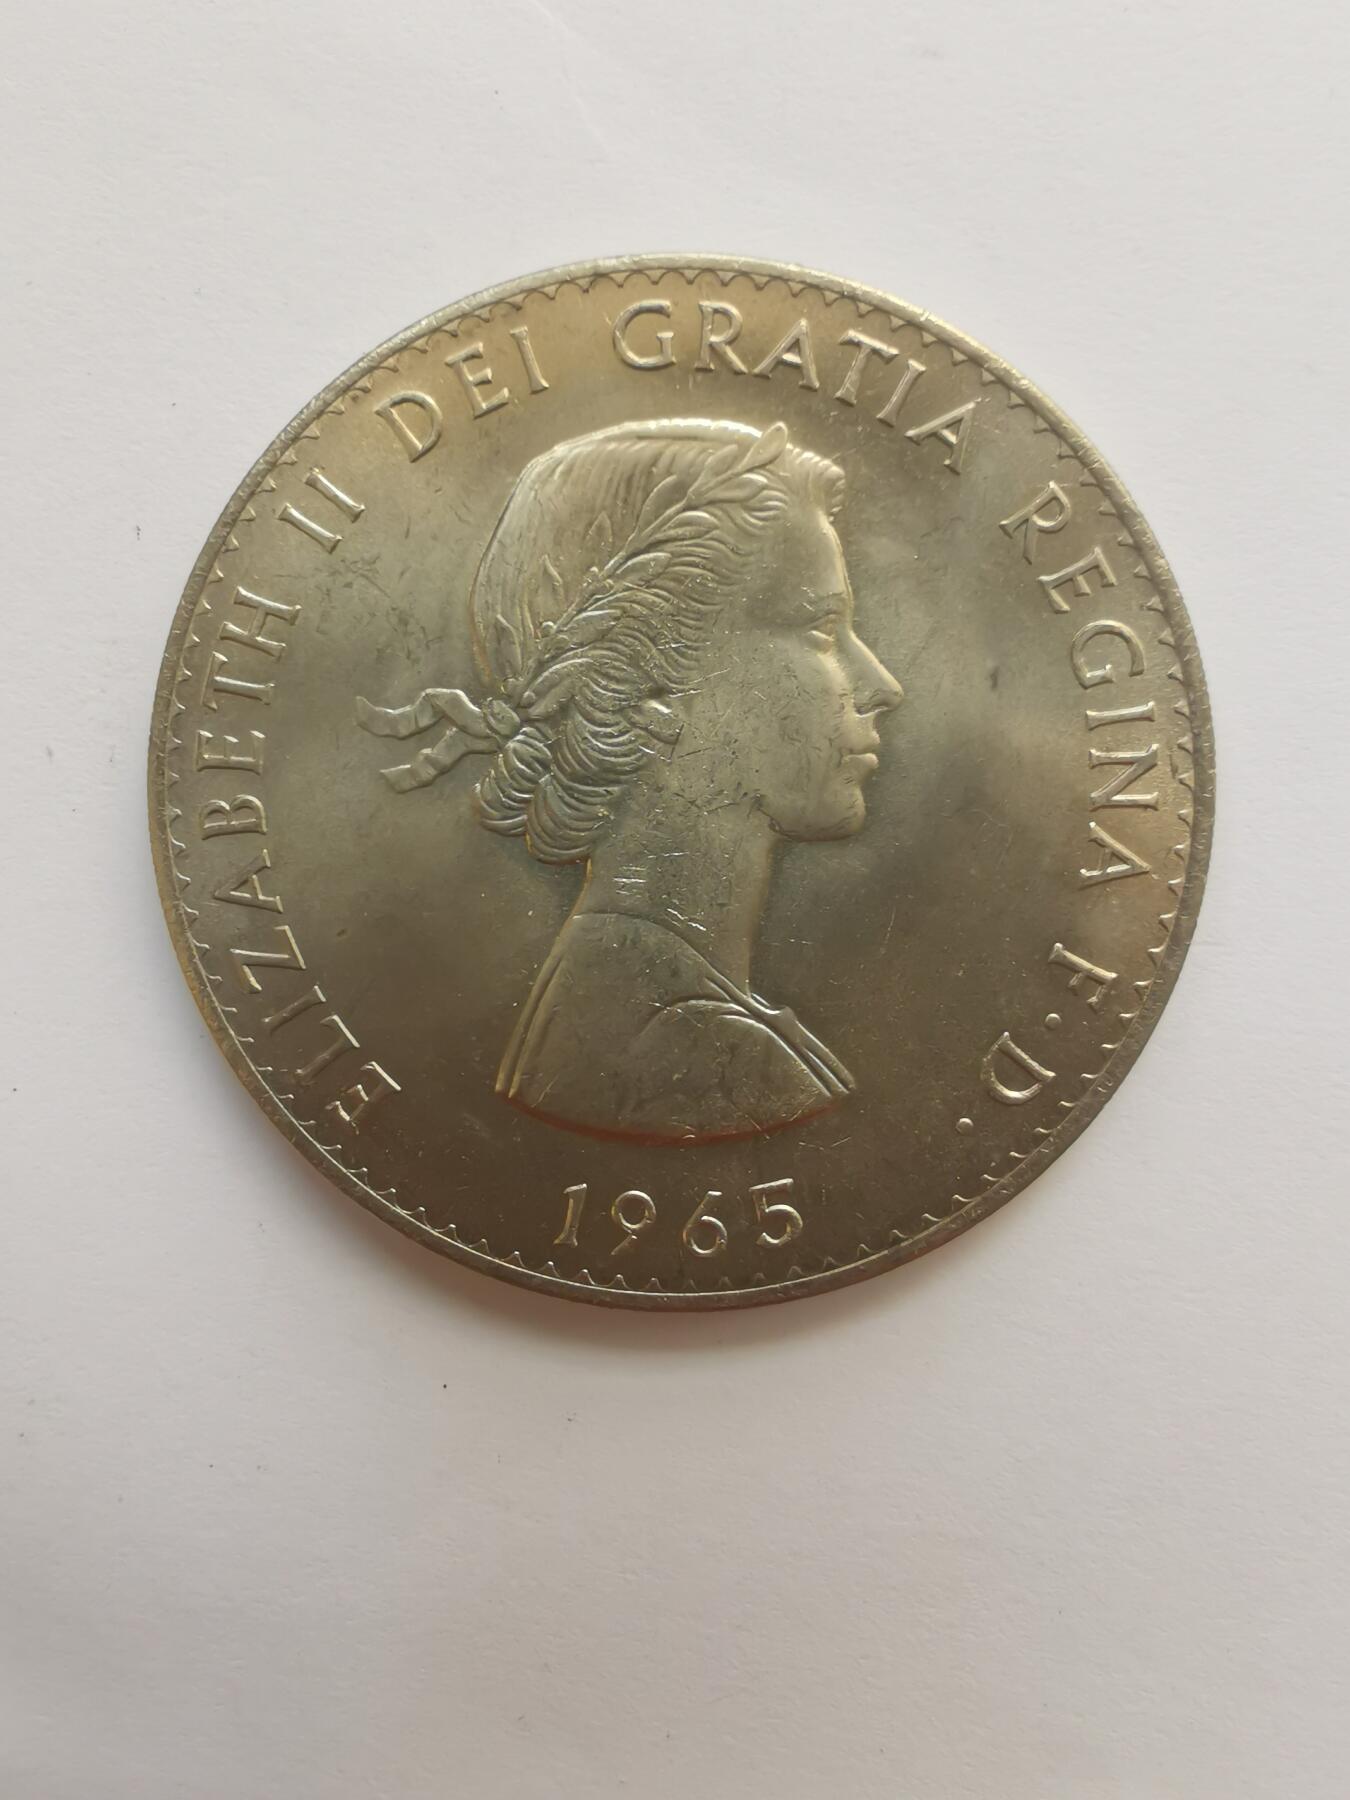 ELIZABETH II DEI GRATIA REGINA F·D·
1965